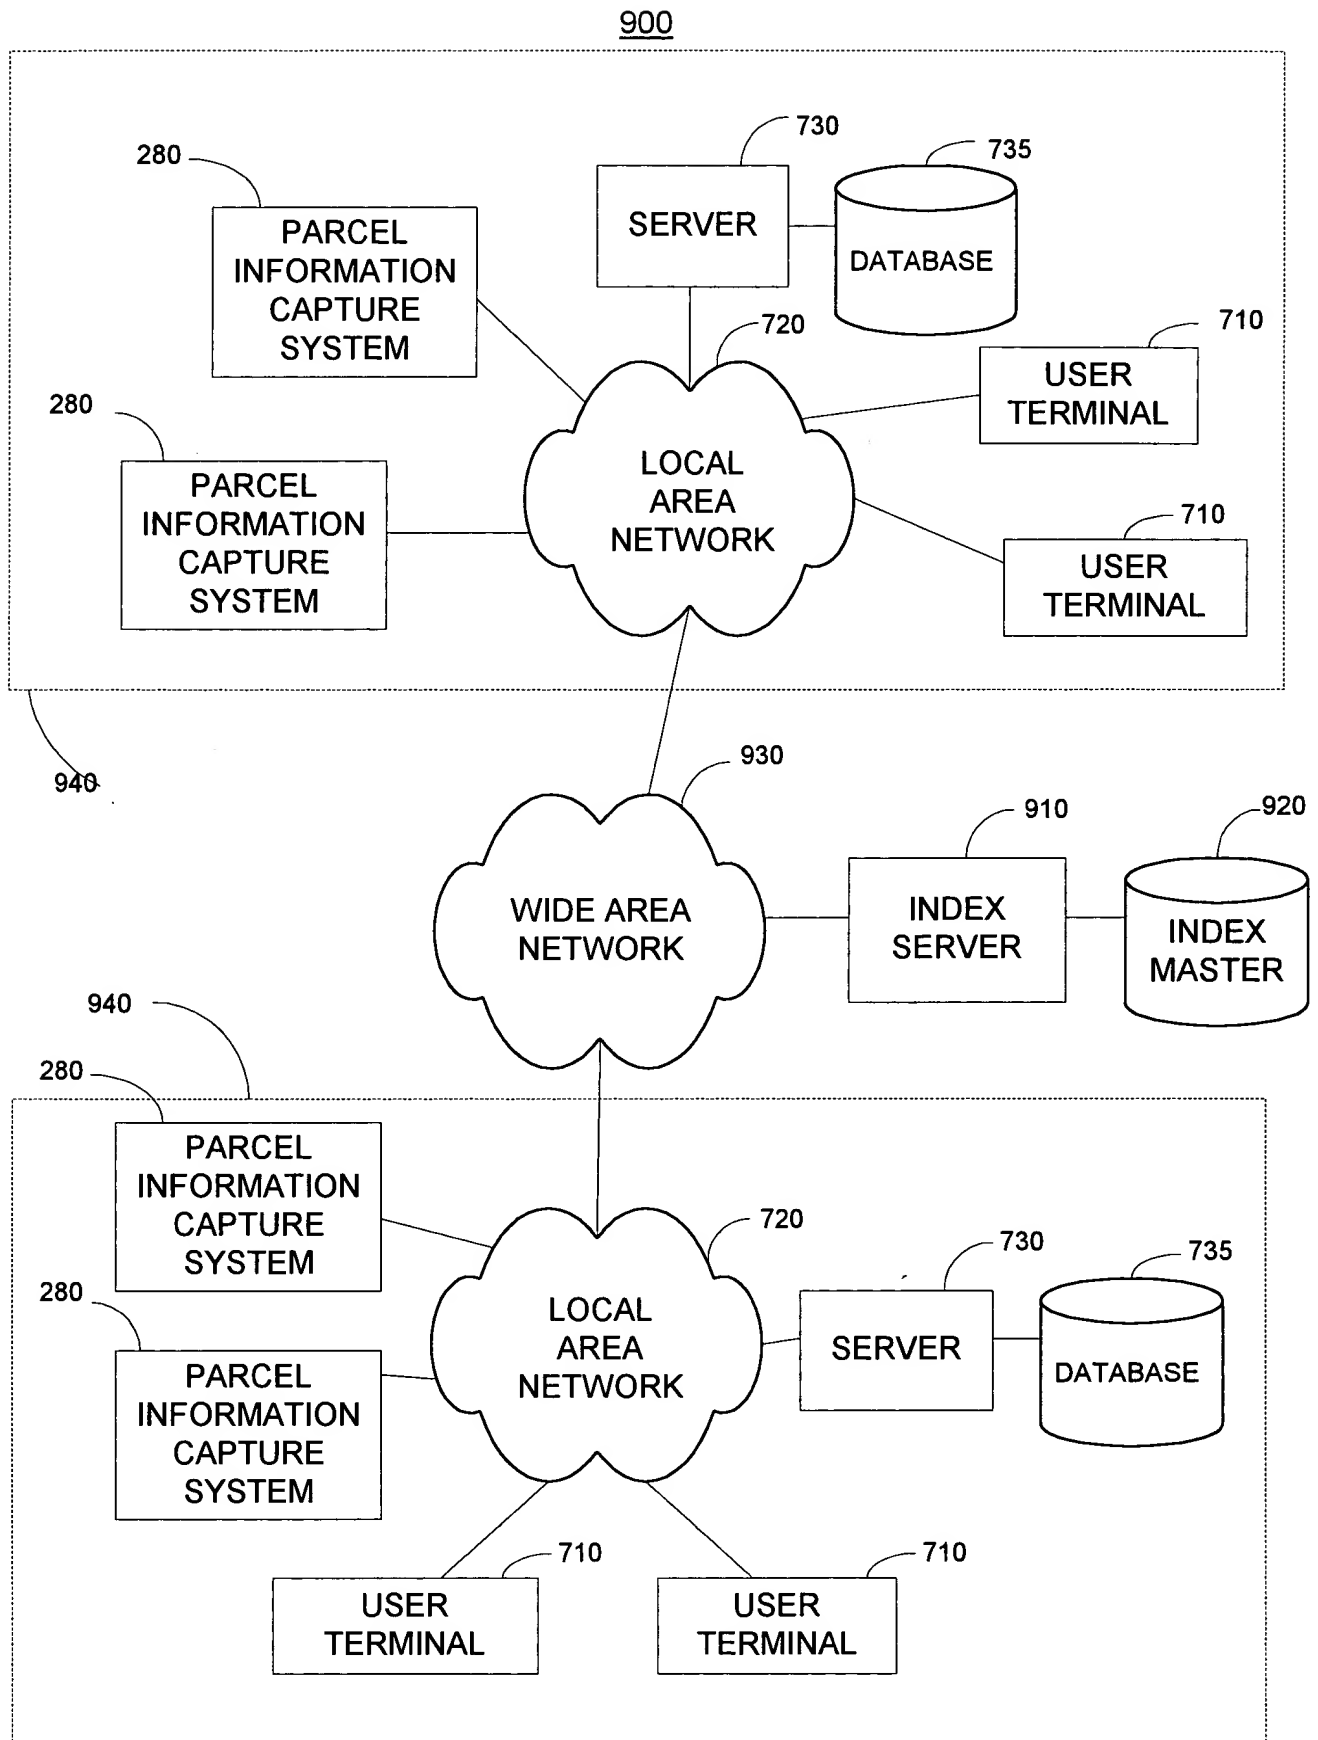 900
730
735
280
PARCEL
INFORMATION
CAPTURE
SYSTEM
SERVER
DATABASE
720
710
USER
TERMINAL
280
PARCEL
INFORMATION
CAPTURE
SYSTEM
LOCAL
AREA
NETWORK
710
USER
TERMINAL
940
930
910
920
WIDE AREA
NETWORK
INDEX
SERVER
INDEX
MASTER
940
280
PARCEL
INFORMATION
CAPTURE
SYSTEM
720
730
735
280
PARCEL
INFORMATION
CAPTURE
SYSTEM
LOCAL
AREA
NETWORK
SERVER
DATABASE
710
USER
TERMINAL
710
USER
TERMINAL